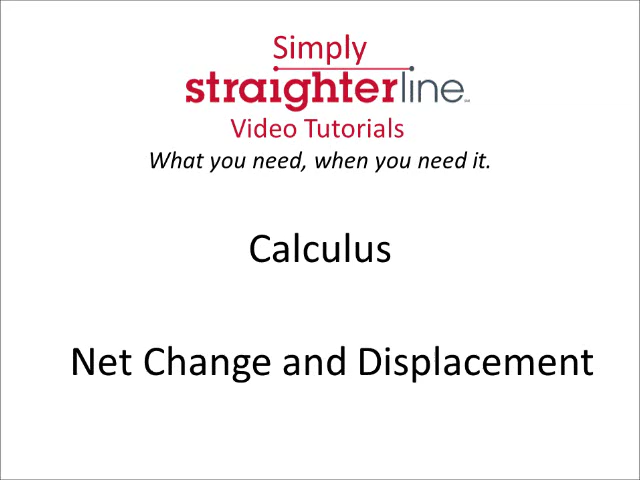 Simply
straighterline
Video Tutorials
What you need, when you need it.
Calculus
Net Change and Displacement